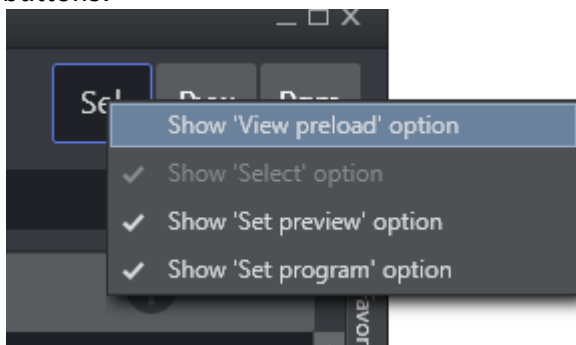 buttons.
Sel
Show 'View preload' option
Show 'Select' option
Show 'Set preview' option
Show 'Set program' option